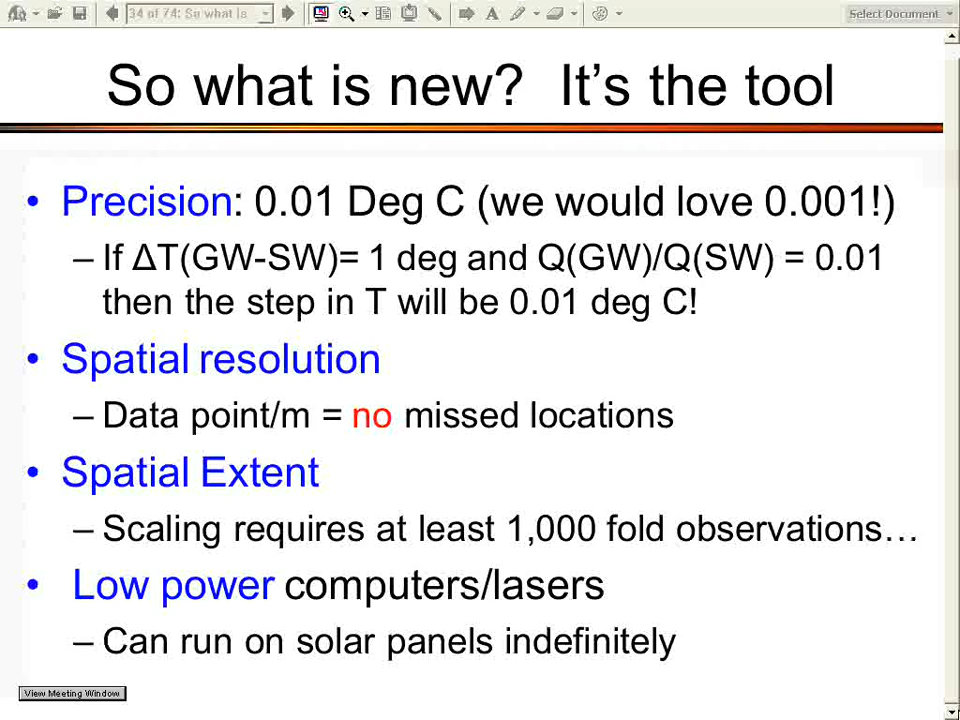 34 of 74: So what is
Select Document
So what is new? It's the tool
• Precision: 0.01 Deg C (we would love 0.001!)
– If ΔT(GW-SW)= 1 deg and Q(GW)/Q(SW) = 0.01
then the step in T will be 0.01 deg C!
• Spatial resolution
– Data point/m = no missed locations
• Spatial Extent
– Scaling requires at least 1,000 fold observations…
• Low power computers/lasers
– Can run on solar panels indefinitely
View Meeting Window